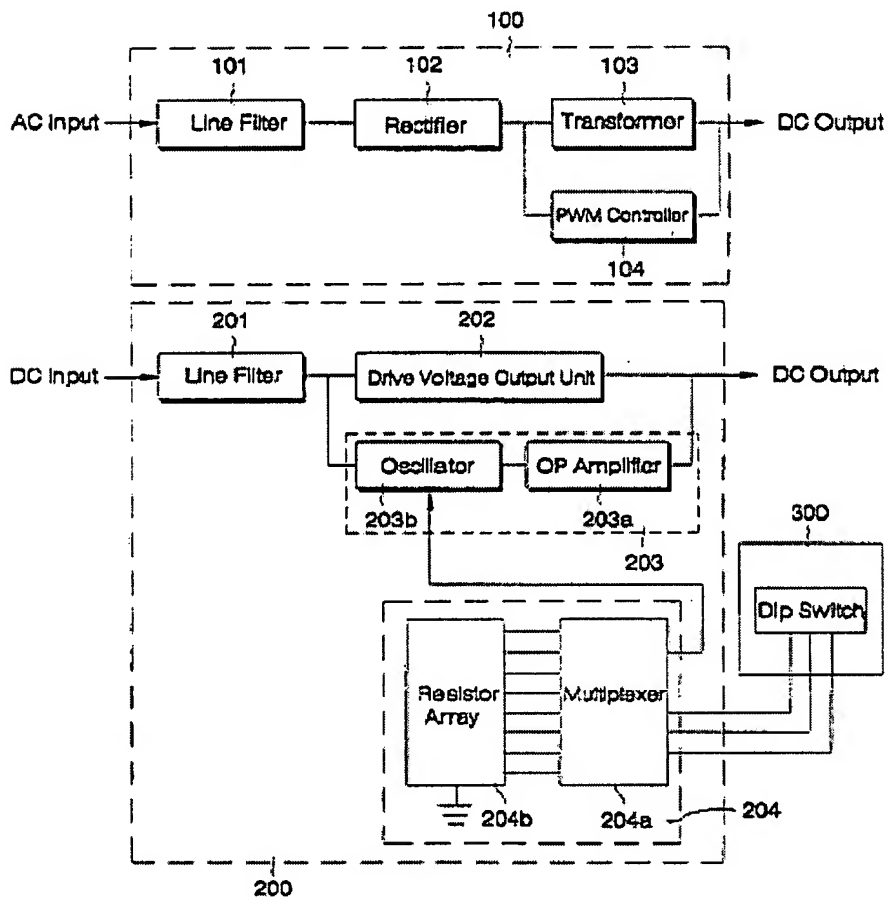 100
101
102
103
AC Input
Line Filter
Rectifier
Transformer
DC Output
PWM Controller
104
201
202
DC Input
Line Filter
Drive Voltage Output Unit
DC Output
Oscillator
OP Amplifier
203b
203a
203
300
Dip Switch
Resistor
Array
Multiplexer
204b
204a
204
200